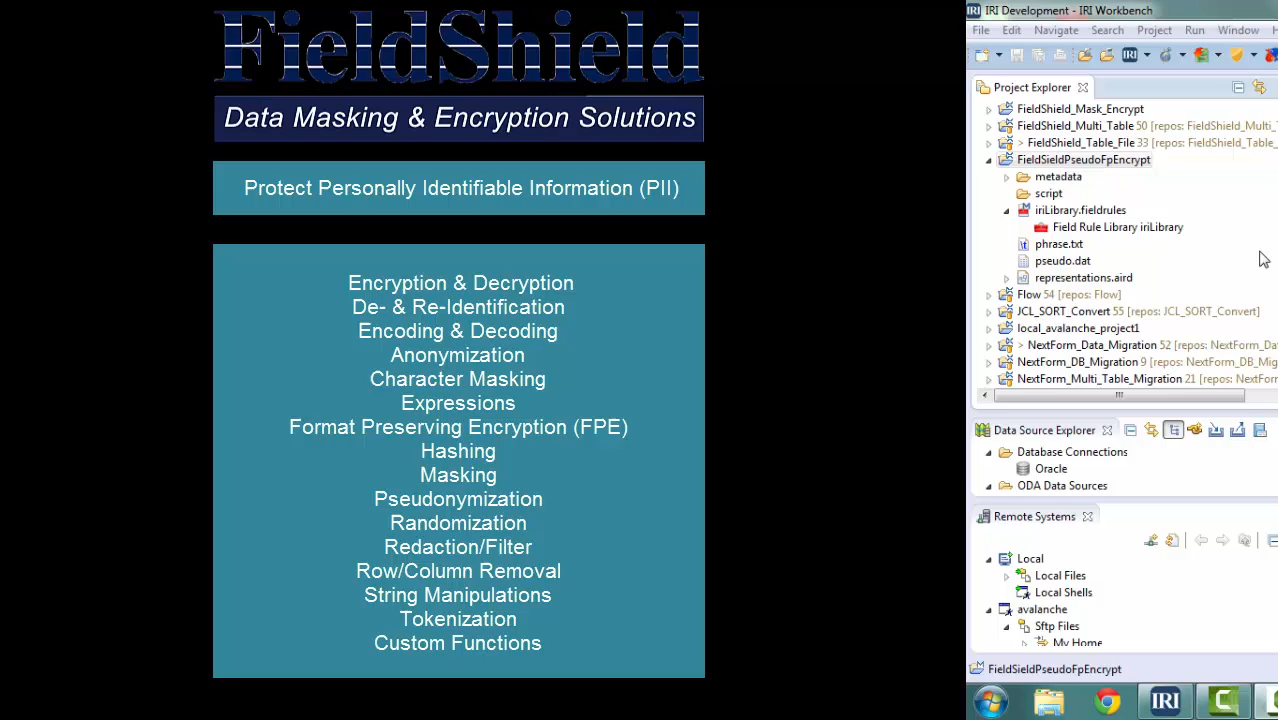 FieldShield
Data Masking & Encryption Solutions
Protect Personally Identifiable Information (PII)
Encryption & Decryption
De- & Re-Identification
Encoding & Decoding
Anonymization
Character Masking
Expressions
Format Preserving Encryption (FPE)
Hashing
Masking
Pseudonymization
Randomization
Redaction/Filter
Row/Column Removal
String Manipulations
Tokenization
Custom Functions
IRI Development - IRI Workbench
File Edit Navigate Search Project Run Window
IRI
Project Explorer
FieldShield_Mask_Encrypt
FieldShield_Multi_Table 50 [repos: FieldShield_Multi_T
> FieldShield_Table_File 33 [repos: FieldShield_Table_
FieldSieldPseudoFpEncrypt
metadata
script
iriLibrary.fieldrules
Field Rule Library iriLibrary
phrase.txt
pseudo.dat
representations.aird
Flow 54 [repos: Flow]
JCL_SORT_Convert 55 [repos: JCL_SORT_Convert]
local_avalanche_project1
> NextForm_Data_Migration 52 [repos: NextForm_Da
NextForm_DB_Migration 9 [repos: NextForm_DB_Mig
NextForm_Multi_Table_Migration 21 [repos: NextForm
Data Source Explorer
Database Connections
Oracle
ODA Data Sources
Remote Systems
Local
Local Files
Local Shells
avalanche
Sftp Files
My Home
FieldSieldPseudoFpEncrypt
IRI